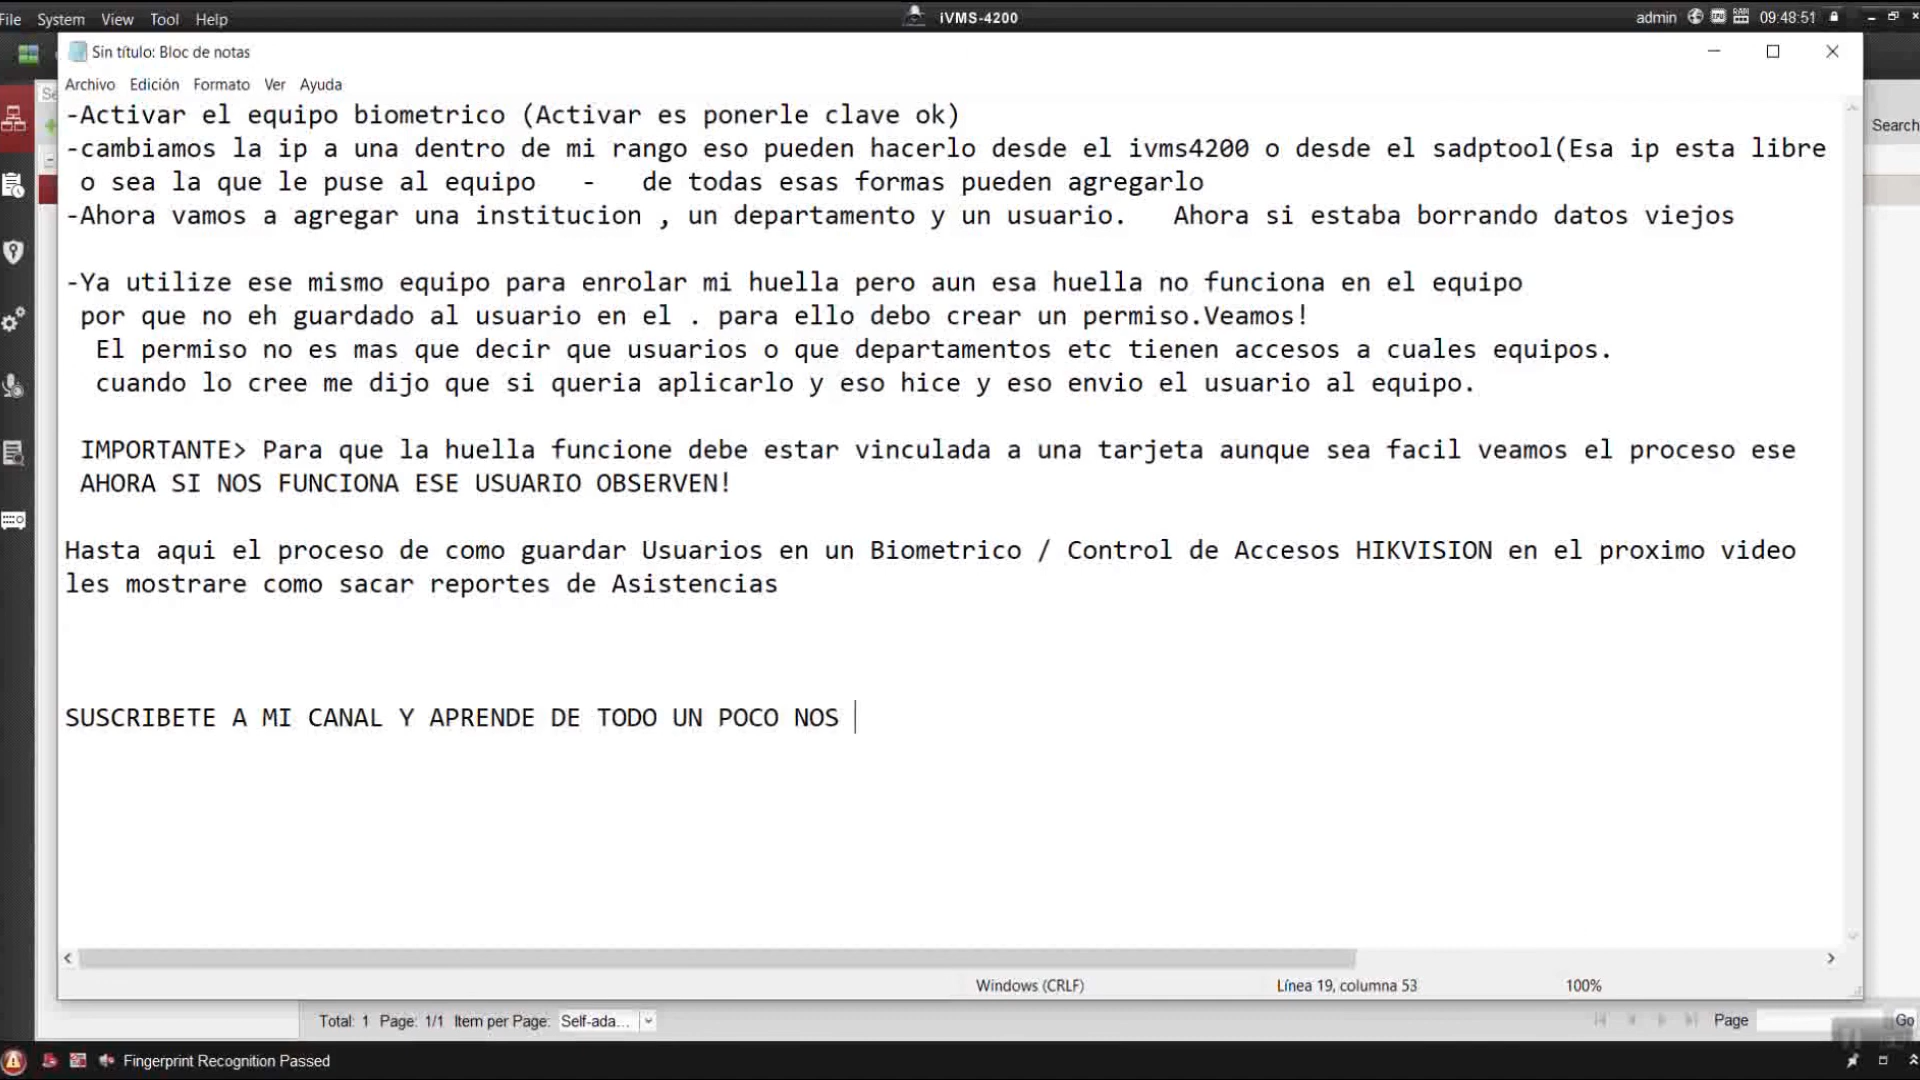 File System View Tool Help iVMS-4200 admin 09:48:51
Sin título: Bloc de notas
Archivo Edición Formato Ver Ayuda
-Activar el equipo biometrico (Activar es ponerle clave ok)
-cambiamos la ip a una dentro de mi rango eso pueden hacerlo desde el ivms4200 o desde el sadptool(Esa ip esta libre
o sea la que le puse al equipo - de todas esas formas pueden agregarlo
-Ahora vamos a agregar una institucion , un departamento y un usuario. Ahora si estaba borrando datos viejos
-Ya utilize ese mismo equipo para enrolar mi huella pero aun esa huella no funciona en el equipo
por que no eh guardado al usuario en el . para ello debo crear un permiso.Veamos!
El permiso no es mas que decir que usuarios o que departamentos etc tienen accesos a cuales equipos.
cuando lo cree me dijo que si queria aplicarlo y eso hice y eso envio el usuario al equipo.
IMPORTANTE> Para que la huella funcione debe estar vinculada a una tarjeta aunque sea facil veamos el proceso ese
AHORA SI NOS FUNCIONA ESE USUARIO OBSERVEN!
Hasta aqui el proceso de como guardar Usuarios en un Biometrico / Control de Accesos HIKVISION en el proximo video
les mostrare como sacar reportes de Asistencias
SUSCRIBETE A MI CANAL Y APRENDE DE TODO UN POCO NOS
Search
Windows (CRLF) Línea 19, columna 53 100%
Total: 1 Page: 1/1 Item per Page: Self-ada... Page Go
Fingerprint Recognition Passed